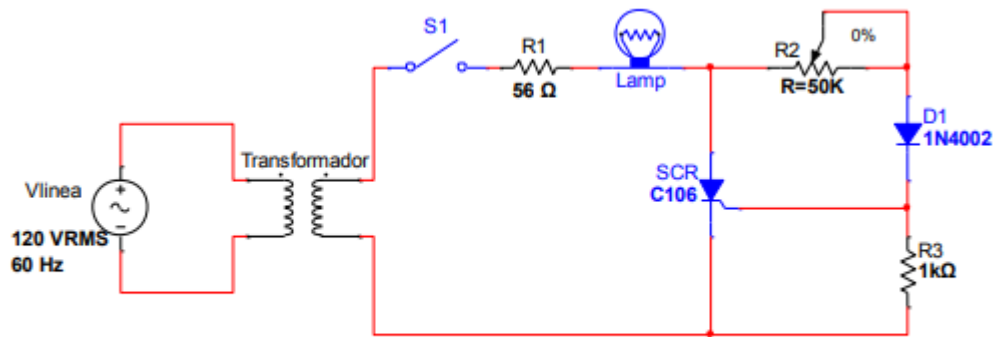 S1
R1
56 Ω
Lamp
R2
0%
R=50K
D1
1N4002
Transformador
Vlinea
120 VRMS
60 Hz
SCR
C106
R3
1kΩ